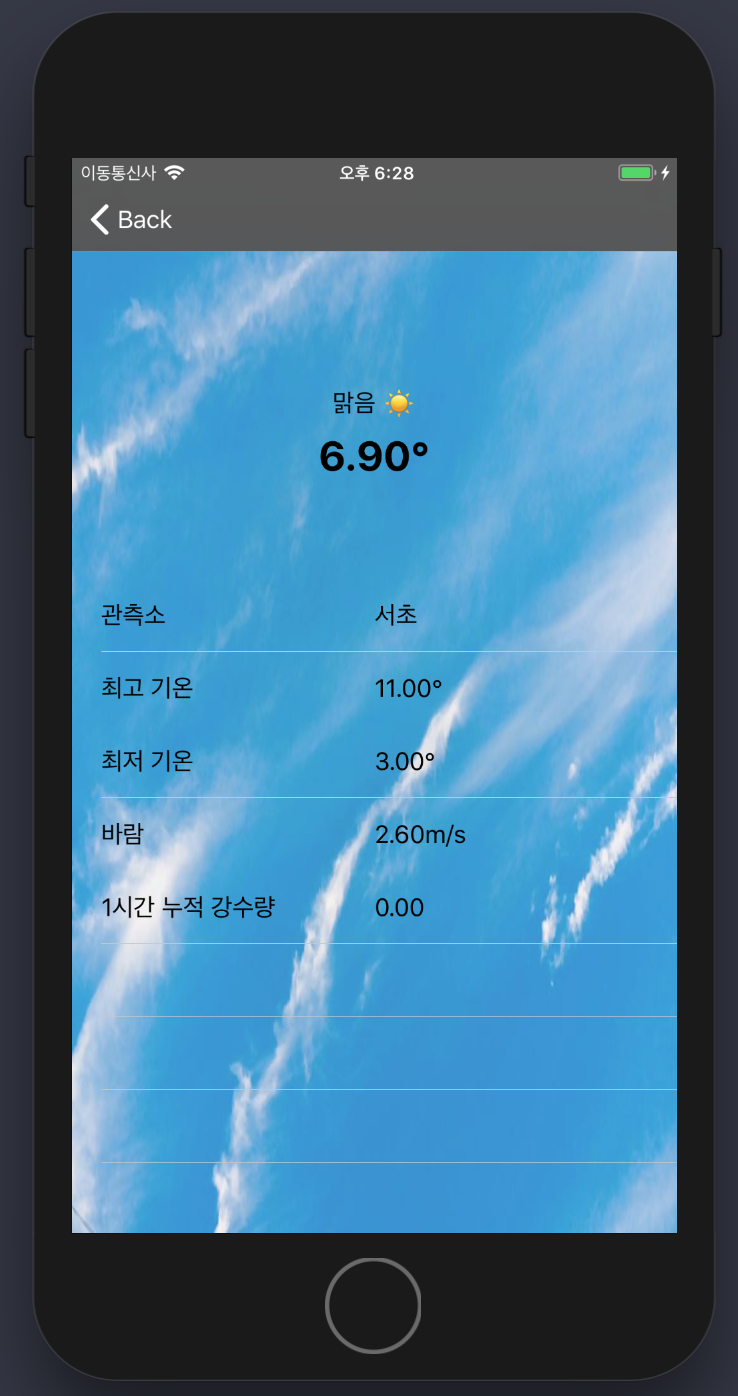 이동통신사 오후 6:28
Back
맑음 ☀️
6.90°
관측소 서초
최고 기온 11.00°
최저 기온 3.00°
바람 2.60m/s
1시간 누적 강수량 0.00